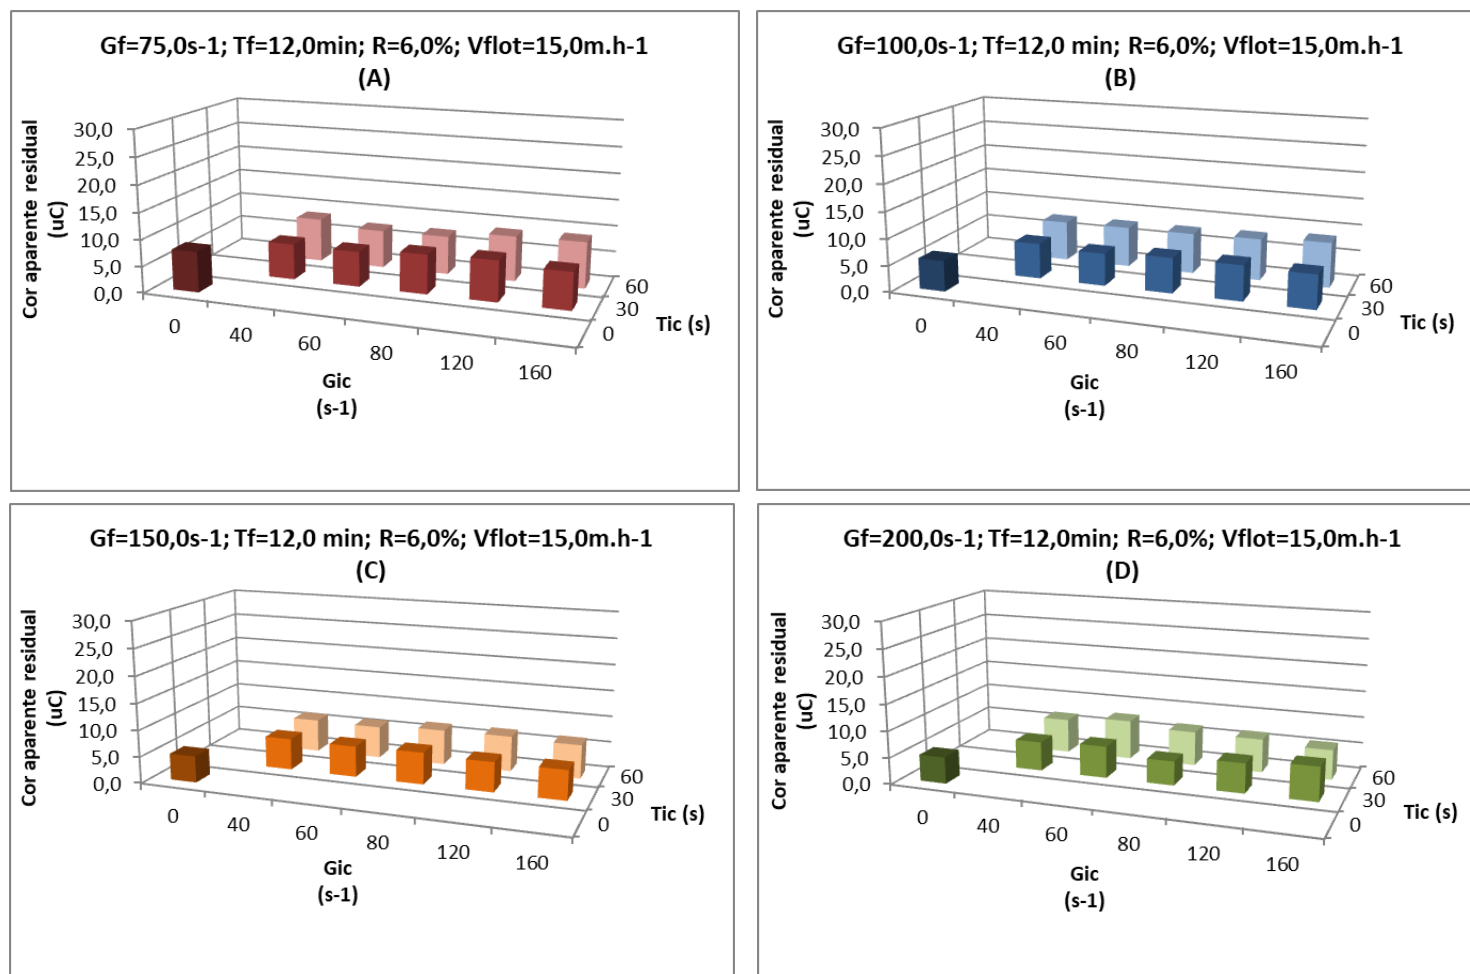 Gf=75,0s-1; Tf=12,0min; R=6,0%; Vflot=15,0m.h-1
(A)
Cor aparente residual
(uC)
30,0
25,0
20,0
15,0
10,0
5,0
0,0
0
40
60
80
120
160
Gic
(s-1)
60
30
0
Tic (s)
Gf=100,0s-1; Tf=12,0 min; R=6,0%; Vflot=15,0m.h-1
(B)
Cor aparente residual
(uC)
30,0
25,0
20,0
15,0
10,0
5,0
0,0
0
40
60
80
120
160
Gic
(s-1)
60
30
0
Tic (s)
Gf=150,0s-1; Tf=12,0 min; R=6,0%; Vflot=15,0m.h-1
(C)
Cor aparente residual
(uC)
30,0
25,0
20,0
15,0
10,0
5,0
0,0
0
40
60
80
120
160
Gic
(s-1)
60
30
0
Tic (s)
Gf=200,0s-1; Tf=12,0min; R=6,0%; Vflot=15,0m.h-1
(D)
Cor aparente residual
(uC)
30,0
25,0
20,0
15,0
10,0
5,0
0,0
0
40
60
80
120
160
Gic
(s-1)
60
30
0
Tic (s)